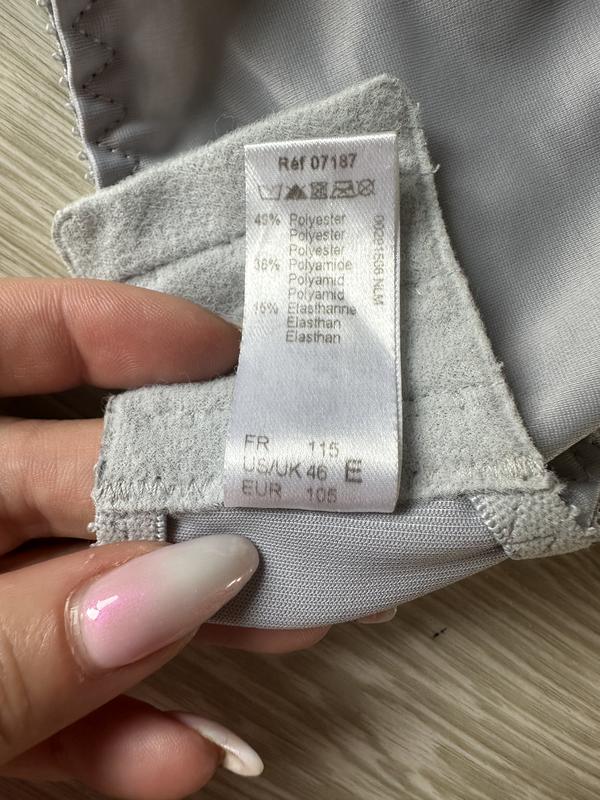 Réf 07187
49% Polyester
Polyester
Polyester
36% Polyamide
Polyamid
Polyamid
15% Elasthanne
Elasthan
Elasthan
FR 115
US/UK 46 E
EUR 105